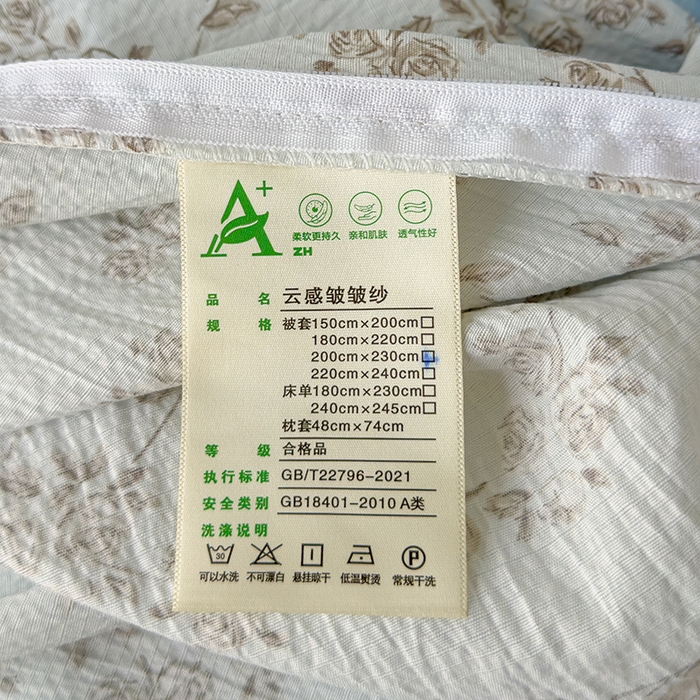 A+
ZH
柔软更持久 亲和肌肤 透气性好
品 名 云感皱皱纱
规 格 被套150cm×200cm□
180cm×220cm□
200cm×230cm□
220cm×240cm□
床单180cm×230cm□
240cm×245cm□
枕套48cm×74cm
等 级 合格品
执行标准 GB/T22796-2021
安全类别 GB18401-2010 A类
洗涤说明
30 P
可以水洗 不可漂白 悬挂晾干 低温熨烫 常规干洗